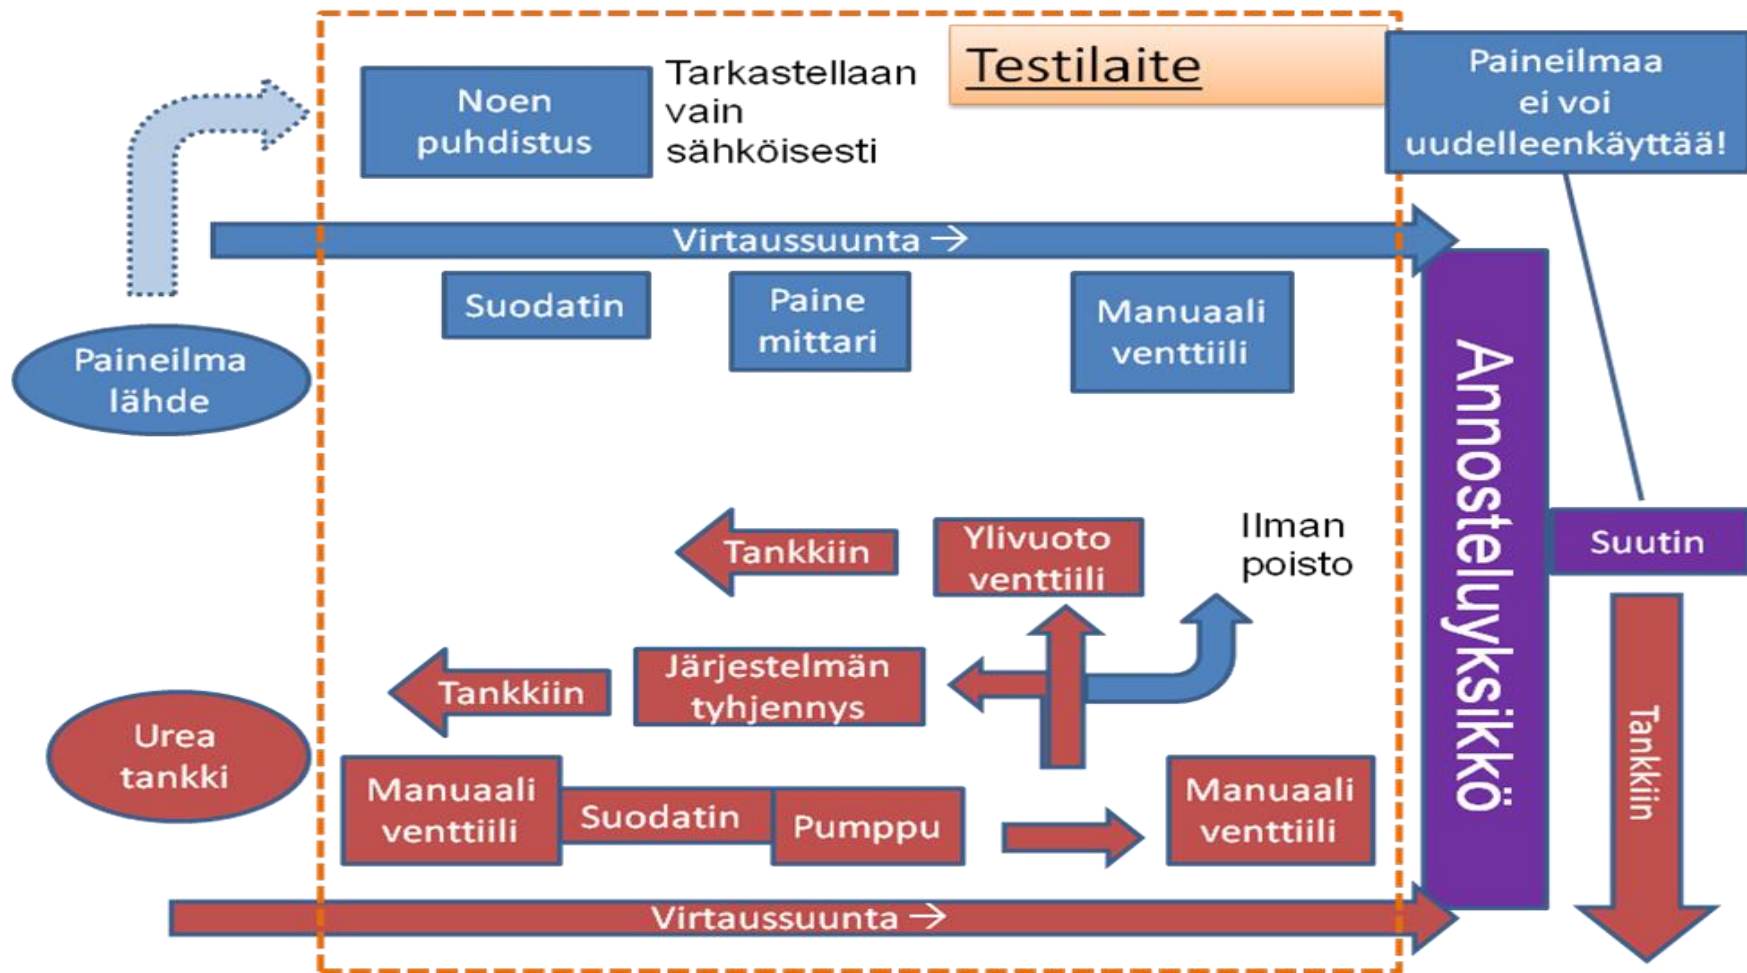 Testilaite
Noen
puhdistus
Tarkastellaan
vain
sähköisesti
Paineilmaa
ei voi
uudelleenkäyttää!
Virtaussuunta →
Suodatin
Paine
mittari
Manuaali
venttiili
Paineilma
lähde
Annosteluyksikkö
Suutin
Tankkiin
Ylivuoto
venttiili
Ilman
poisto
Tankkiin
Järjestelmän
tyhjennys
Tankkiin
Urea
tankki
Manuaali
venttiili
Suodatin
Pumppu
Manuaali
venttiili
Virtaussuunta →